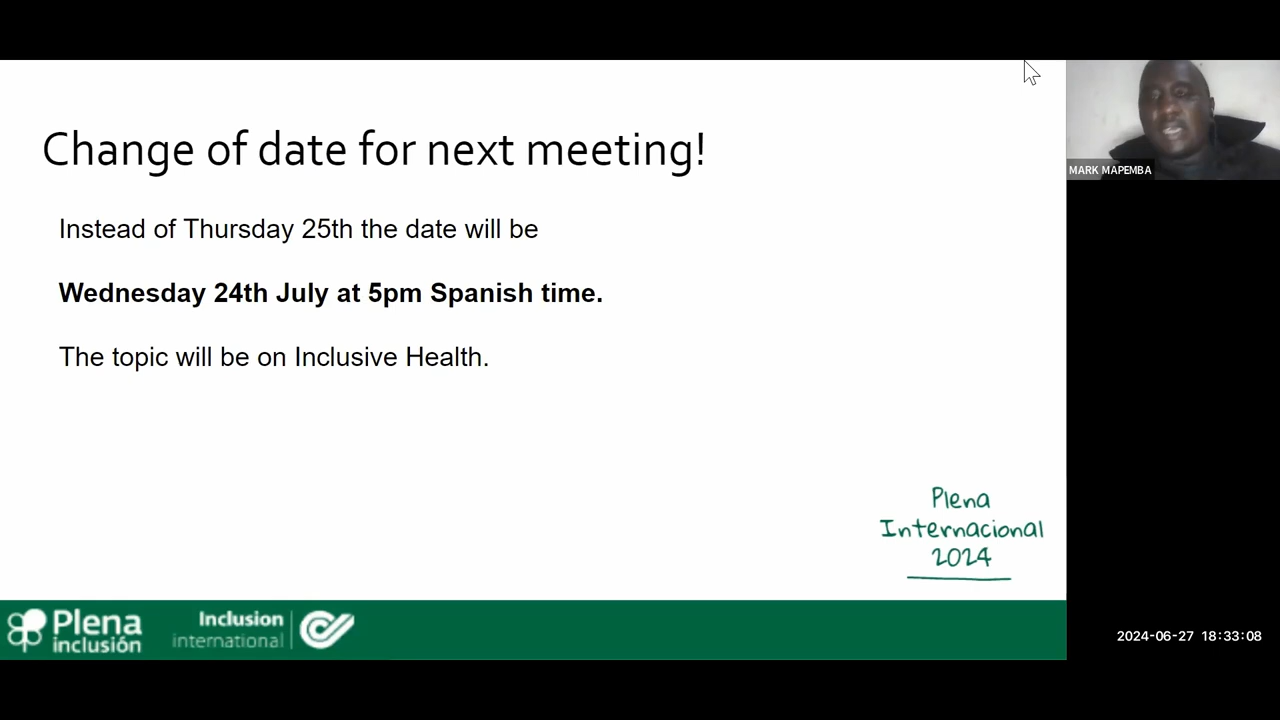 Change of date for next meeting!
MARK MAPEMBA
Instead of Thursday 25th the date will be
Wednesday 24th July at 5pm Spanish time.
The topic will be on Inclusive Health.
Plena
Internacional
2024
Plena
inclusión
Inclusion
international
2024-06-27 18:33:08